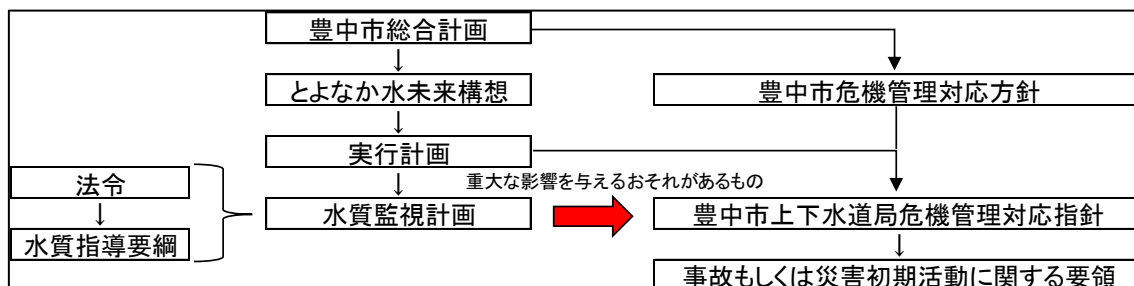 豊中市総合計画
↓
とよなか水未来構想
豊中市危機管理対応方針
↓
実行計画
法令
↓
重大な影響を与えるおそれがあるもの
↓
水質監視計画
豊中市上下水道局危機管理対応指針
水質指導要綱
↓
事故もしくは災害初期活動に関する要領